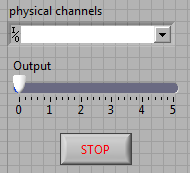 physical channels
I/O
Output
0 1 2 3 4 5
STOP